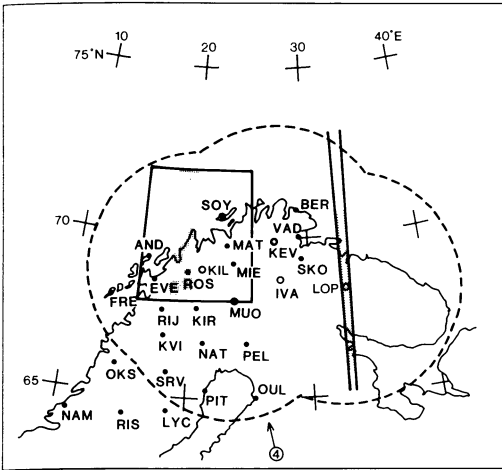 10 20 30 40°E
75°N
SOY BER
70 VAD
AND MAT KEV
KIL MIE SKO
EVE ROS IVA LOP
FRE MUO
RIJ KIR
KVI NAT PEL
OKS
65 SRV PIT OUL
NAM RIS LYC
4